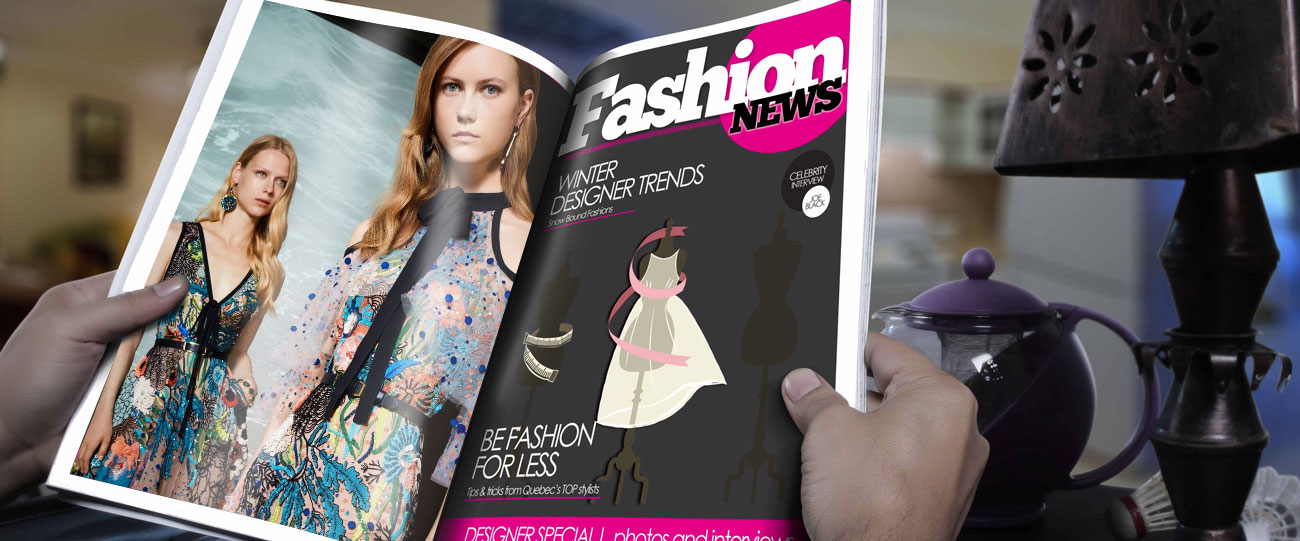 Fashion
NEWS
WINTER
DESIGNER TRENDS
Snow Bound Fashions
CELEBRITY
INTERVIEW
JOE
BLACK
BE FASHION
FOR LESS
Tips & tricks from Quebec's TOP stylists
DESIGNER SPECIAL photos and interviews